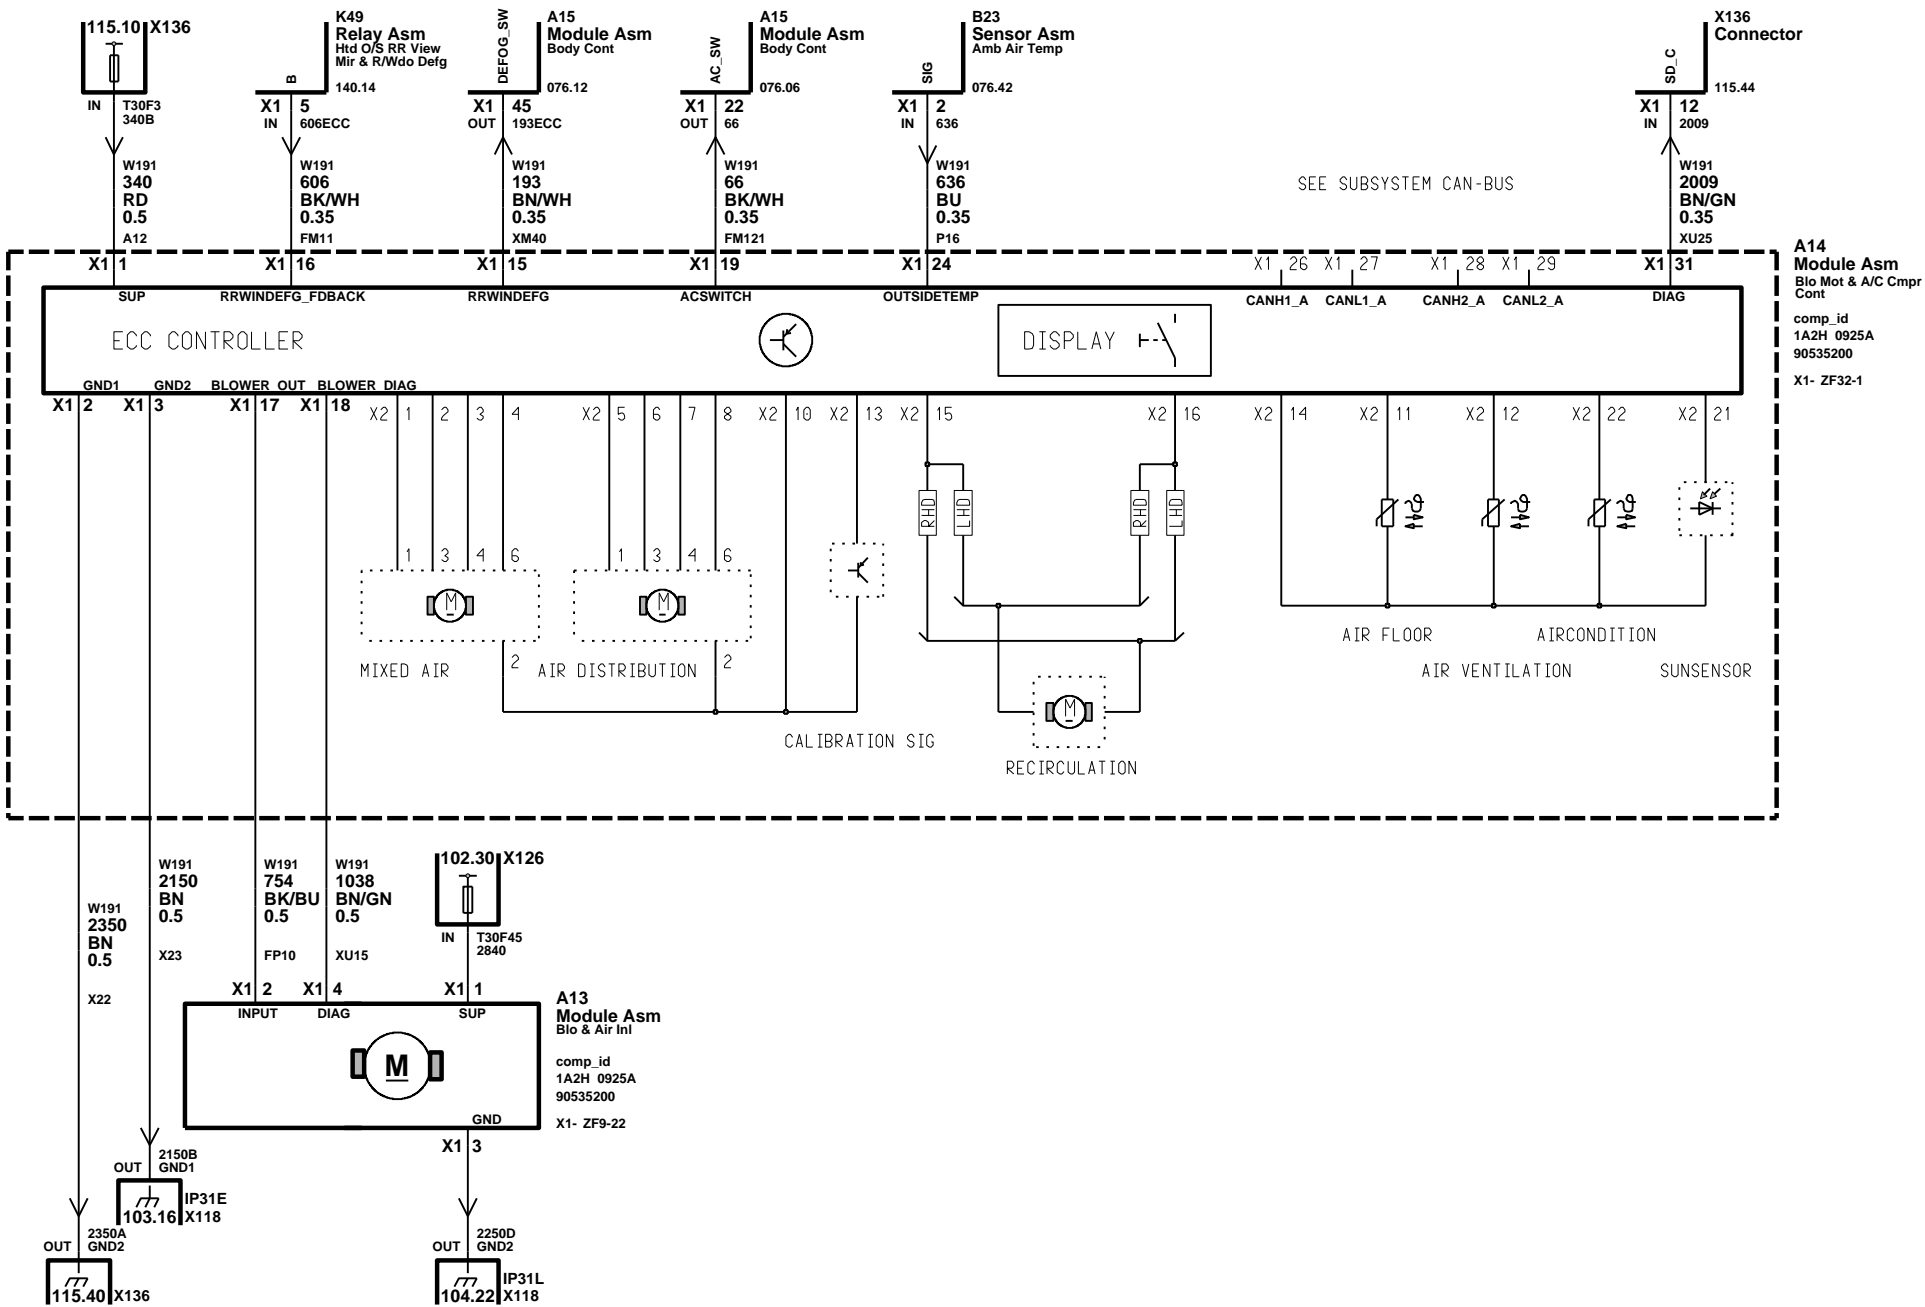 115.10 X136
K49
Relay Asm
Htd O/S RR View
Mir & R/Wdo Defg
140.14
A15
Module Asm
Body Cont
076.12
A15
Module Asm
Body Cont
076.06
B23
Sensor Asm
Amb Air Temp
076.42
X136
Connector
115.44
B
DEFOG_SW
AC_SW
SIG
SD_C
IN T30F3
340B
X1 5
IN 606ECC
X1 45
OUT 193ECC
X1 22
OUT 66
X1 2
IN 636
X1 12
IN 2009
W191
340
RD
0.5
A12
W191
606
BK/WH
0.35
FM11
W191
193
BN/WH
0.35
XM40
W191
66
BK/WH
0.35
FM121
W191
636
BU
0.35
P16
SEE SUBSYSTEM CAN-BUS
W191
2009
BN/GN
0.35
XU25
X1 1 X1 16 X1 15 X1 19 X1 24 X1 26 X1 27 X1 28 X1 29 X1 31
SUP RRWINDEFG_FDBACK RRWINDEFG ACSWITCH OUTSIDETEMP CANH1_A CANL1_A CANH2_A CANL2_A DIAG
A14
Module Asm
Blo Mot & A/C Cmpr
Cont
comp_id
1A2H 0925A
90535200
X1- ZF32-1
ECC CONTROLLER DISPLAY
GND1 GND2 BLOWER_OUT BLOWER_DIAG
X1 2 X1 3 X1 17 X1 18 X2 1 2 3 4 X2 5 6 7 8 X2 10 X2 13 X2 15 X2 16 X2 14 X2 11 X2 12 X2 22 X2 21
RHD LHD RHD LHD
1 3 4 6 1 3 4 6
M M
2 2
MIXED AIR AIR DISTRIBUTION
AIR FLOOR AIRCONDITION
AIR VENTILATION SUNSENSOR
M
CALIBRATION SIG
RECIRCULATION
W191
2350
BN
0.5
X22
W191
2150
BN
0.5
X23
W191
754
BK/BU
0.5
FP10
W191
1038
BN/GN
0.5
XU15
102.30 X126
IN T30F45
2840
X1 2 X1 4 X1 1
INPUT DIAG SUP
M
GND
X1 3
A13
Module Asm
Blo & Air Inl
comp_id
1A2H 0925A
90535200
X1- ZF9-22
2150B
OUT GND1
IP31E
103.16 X118
2350A
OUT GND2
115.40 X136
2250D
OUT GND2
IP31L
104.22 X118